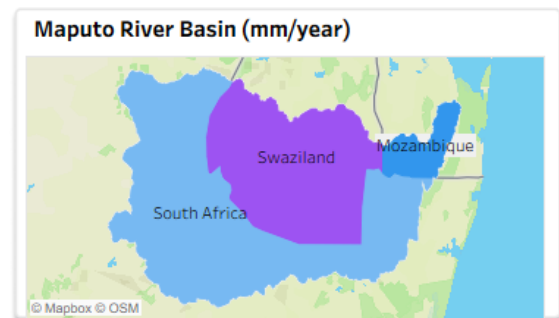 Maputo River Basin (mm/year)
Mozambique
Swaziland
South Africa
© Mapbox © OSM